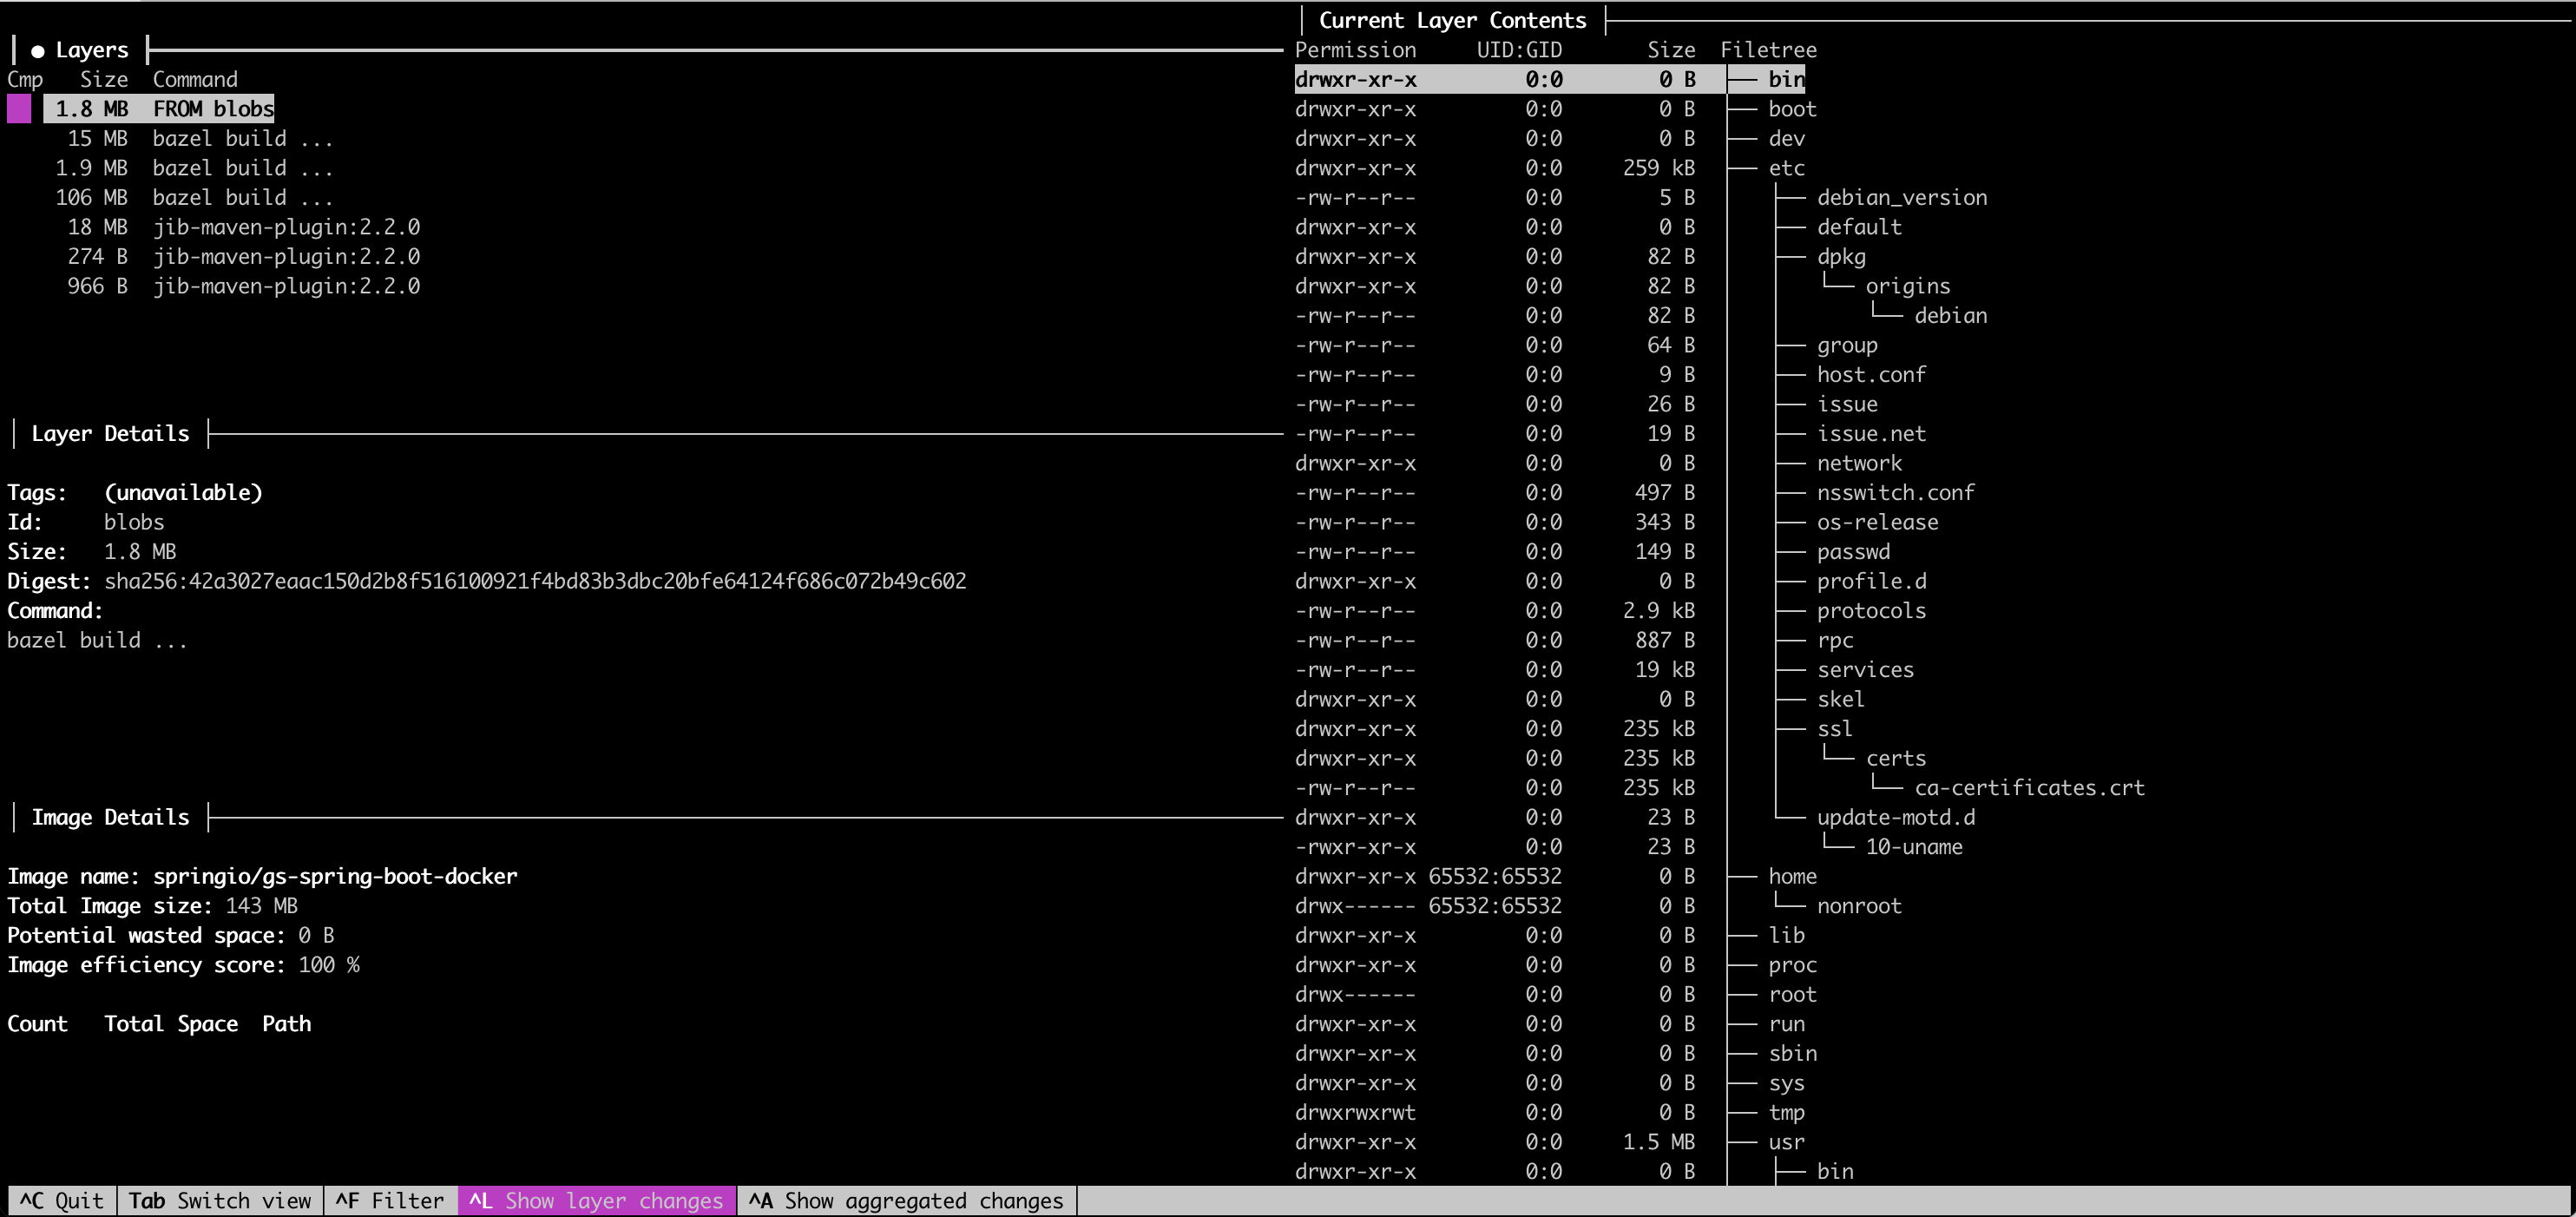 ● Layers
Cmp Size Command
1.8 MB FROM blobs
15 MB bazel build ...
1.9 MB bazel build ...
106 MB bazel build ...
18 MB jib-maven-plugin:2.2.0
274 B jib-maven-plugin:2.2.0
966 B jib-maven-plugin:2.2.0
Layer Details
Tags: (unavailable)
Id: blobs
Size: 1.8 MB
Digest: sha256:42a3027eaac150d2b8f516100921f4bd83b3dbc20bfe64124f686c072b49c602
Command:
bazel build ...
Image Details
Image name: springio/gs-spring-boot-docker
Total Image size: 143 MB
Potential wasted space: 0 B
Image efficiency score: 100 %
Count Total Space Path
Current Layer Contents
Permission UID:GID Size Filetree
drwxr-xr-x 0:0 0 B ├── bin
drwxr-xr-x 0:0 0 B ├── boot
drwxr-xr-x 0:0 0 B ├── dev
drwxr-xr-x 0:0 259 kB ├── etc
-rw-r--r-- 0:0 5 B │ ├── debian_version
drwxr-xr-x 0:0 0 B │ ├── default
drwxr-xr-x 0:0 82 B │ ├── dpkg
drwxr-xr-x 0:0 82 B │ │ └── origins
-rw-r--r-- 0:0 82 B │ │ └── debian
-rw-r--r-- 0:0 64 B │ ├── group
-rw-r--r-- 0:0 9 B │ ├── host.conf
-rw-r--r-- 0:0 26 B │ ├── issue
-rw-r--r-- 0:0 19 B │ ├── issue.net
drwxr-xr-x 0:0 0 B │ ├── network
-rw-r--r-- 0:0 497 B │ ├── nsswitch.conf
-rw-r--r-- 0:0 343 B │ ├── os-release
-rw-r--r-- 0:0 149 B │ ├── passwd
drwxr-xr-x 0:0 0 B │ ├── profile.d
-rw-r--r-- 0:0 2.9 kB │ ├── protocols
-rw-r--r-- 0:0 887 B │ ├── rpc
-rw-r--r-- 0:0 19 kB │ ├── services
drwxr-xr-x 0:0 0 B │ ├── skel
drwxr-xr-x 0:0 235 kB │ ├── ssl
drwxr-xr-x 0:0 235 kB │ │ └── certs
-rw-r--r-- 0:0 235 kB │ │ └── ca-certificates.crt
drwxr-xr-x 0:0 23 B │ └── update-motd.d
-rwxr-xr-x 0:0 23 B │ └── 10-uname
drwxr-xr-x 65532:65532 0 B ├── home
drwx------ 65532:65532 0 B │ └── nonroot
drwxr-xr-x 0:0 0 B ├── lib
drwxr-xr-x 0:0 0 B ├── proc
drwx------ 0:0 0 B ├── root
drwxr-xr-x 0:0 0 B ├── run
drwxr-xr-x 0:0 0 B ├── sbin
drwxr-xr-x 0:0 0 B ├── sys
drwxrwxrwt 0:0 0 B ├── tmp
drwxr-xr-x 0:0 1.5 MB ├── usr
drwxr-xr-x 0:0 0 B │ ├── bin
^C Quit Tab Switch view ^F Filter ^L Show layer changes ^A Show aggregated changes